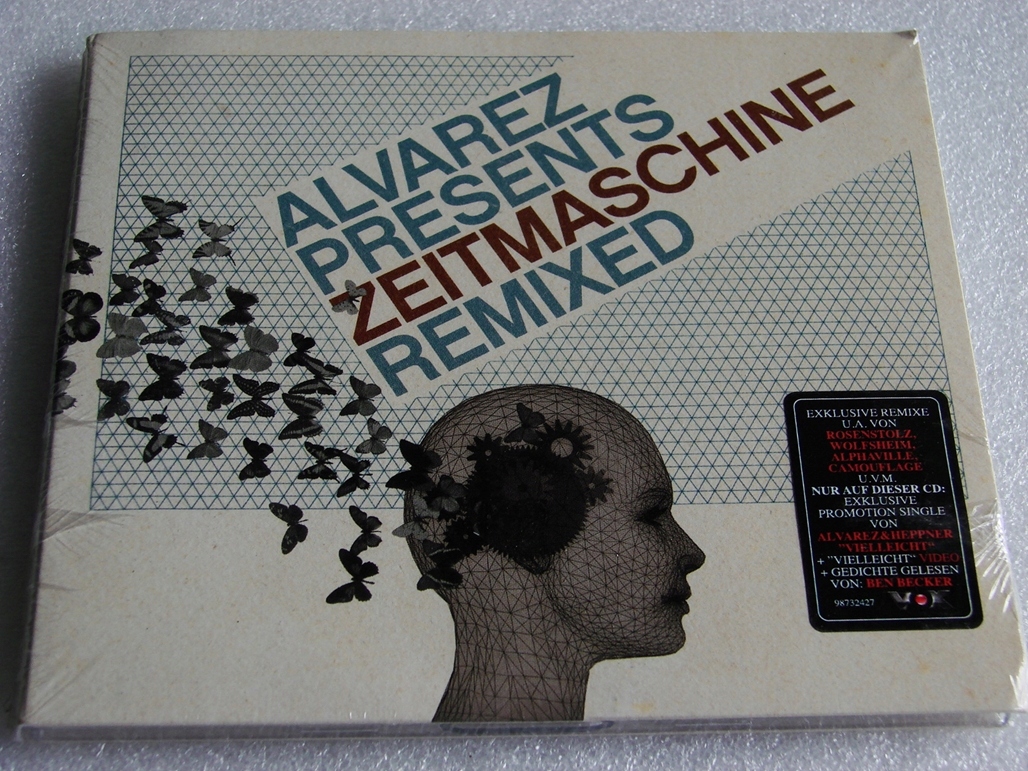 ALVAREZ
PRESENTS
ZEITMASCHINE
REMIXED
EXKLUSIVE REMIXE
U.A. VON
ROSENSTOLZ,
WOLFSHEIM,
ALPHAVILLE,
CAMOUFLAGE
U.V.M.
NUR AUF DIESER CD:
EXKLUSIVE
PROMOTION SINGLE
VON
ALVAREZ&HEPPNER
"VIELLEICHT"
+ "VIELLEICHT" VIDEO
+ GEDICHTE GELESEN
VON: BEN BECKER
98732427 VOX